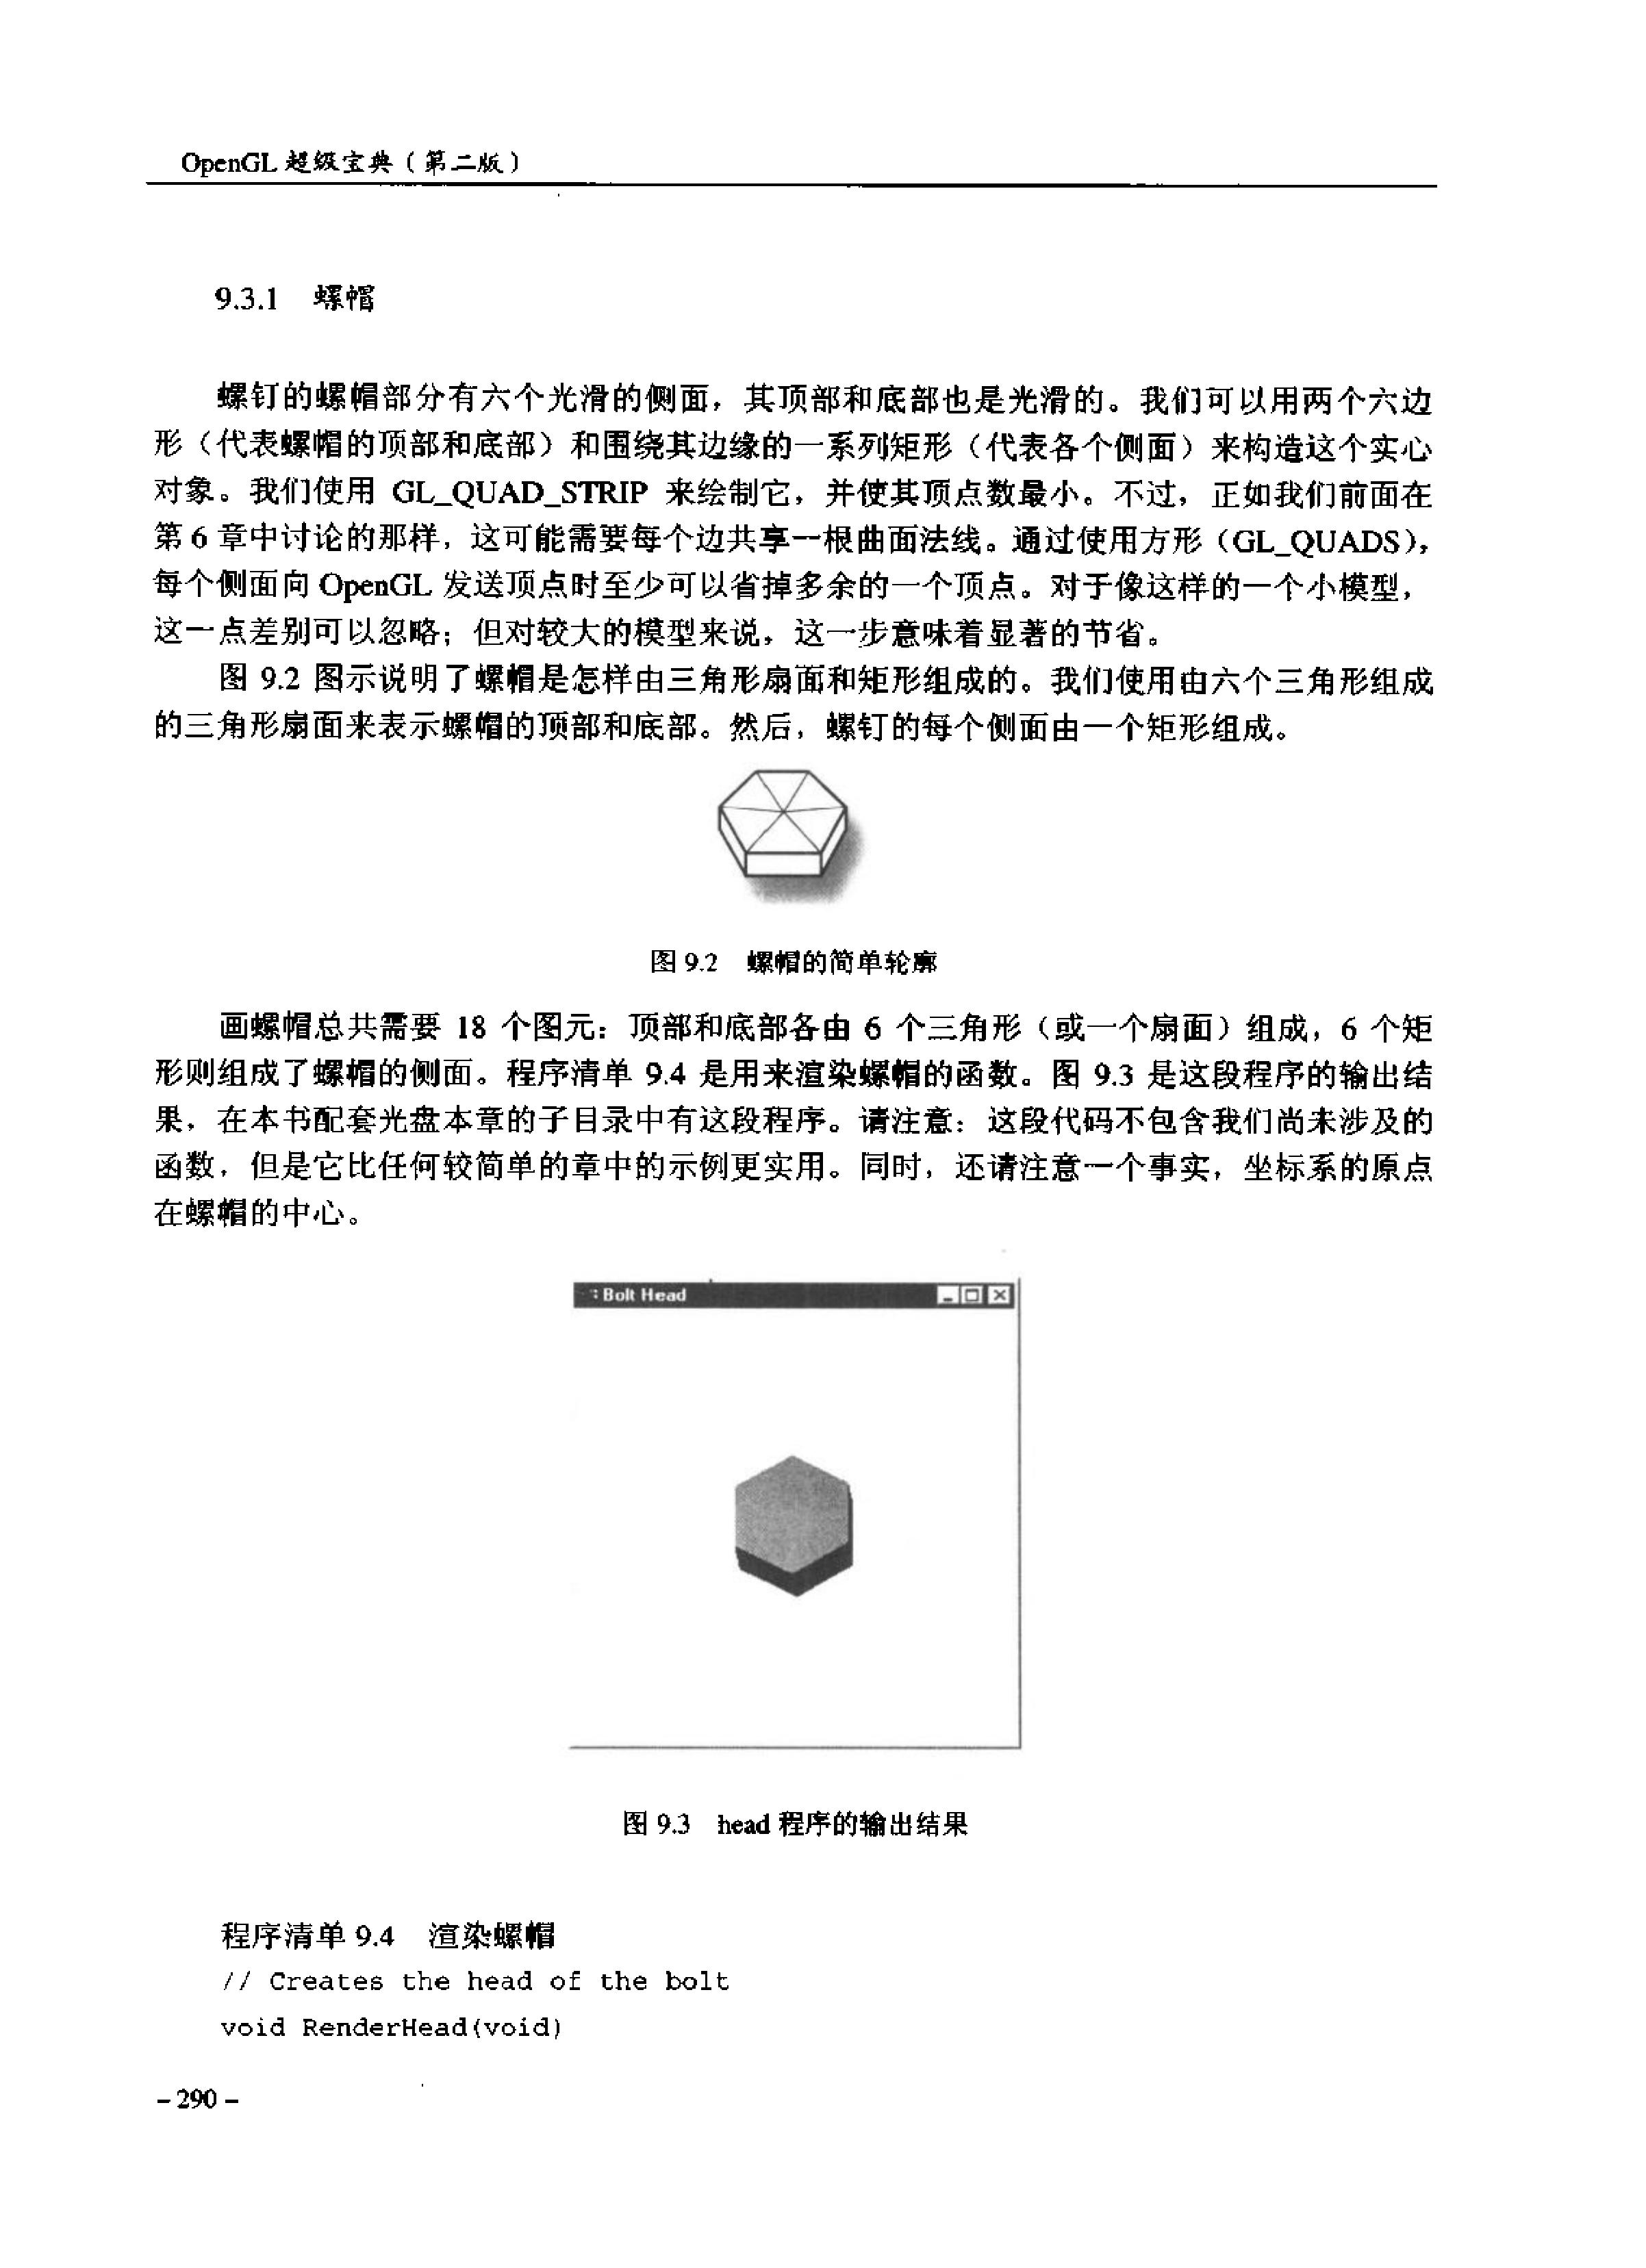 OpenGL 超级宝典（第二版）
9.3.1 螺帽
螺钉的螺帽部分有六个光滑的侧面，其顶部和底部也是光滑的。我们可以用两个六边
形（代表螺帽的顶部和底部）和围绕其边缘的一系列矩形（代表各个侧面）来构造这个实心
对象。我们使用 GL_QUAD_STRIP 来绘制它，并使其顶点数最小。不过，正如我们前面在
第 6 章中讨论的那样，这可能需要每个边共享一根曲面法线。通过使用方形（GL_QUADS），
每个侧面向 OpenGL 发送顶点时至少可以省掉多余的一个顶点。对于像这样的一个小模型，
这一点差别可以忽略；但对较大的模型来说，这一步意味着显著的节省。
图 9.2 图示说明了螺帽是怎样由三角形扇面和矩形组成的。我们使用由六个三角形组成
的三角形扇面来表示螺帽的顶部和底部。然后，螺钉的每个侧面由一个矩形组成。
图 9.2 螺帽的简单轮廓
画螺帽总共需要 18 个图元：顶部和底部各由 6 个三角形（或一个扇面）组成，6 个矩
形则组成了螺帽的侧面。程序清单 9.4 是用来渲染螺帽的函数。图 9.3 是这段程序的输出结
果，在本书配套光盘本章的子目录中有这段程序。请注意：这段代码不包含我们尚未涉及的
函数，但是它比任何较简单的章中的示例更实用。同时，还请注意一个事实，坐标系的原点
在螺帽的中心。
Bolt Head
图 9.3 head 程序的输出结果
程序清单 9.4 渲染螺帽
// Creates the head of the bolt
void RenderHead(void)
- 290 -